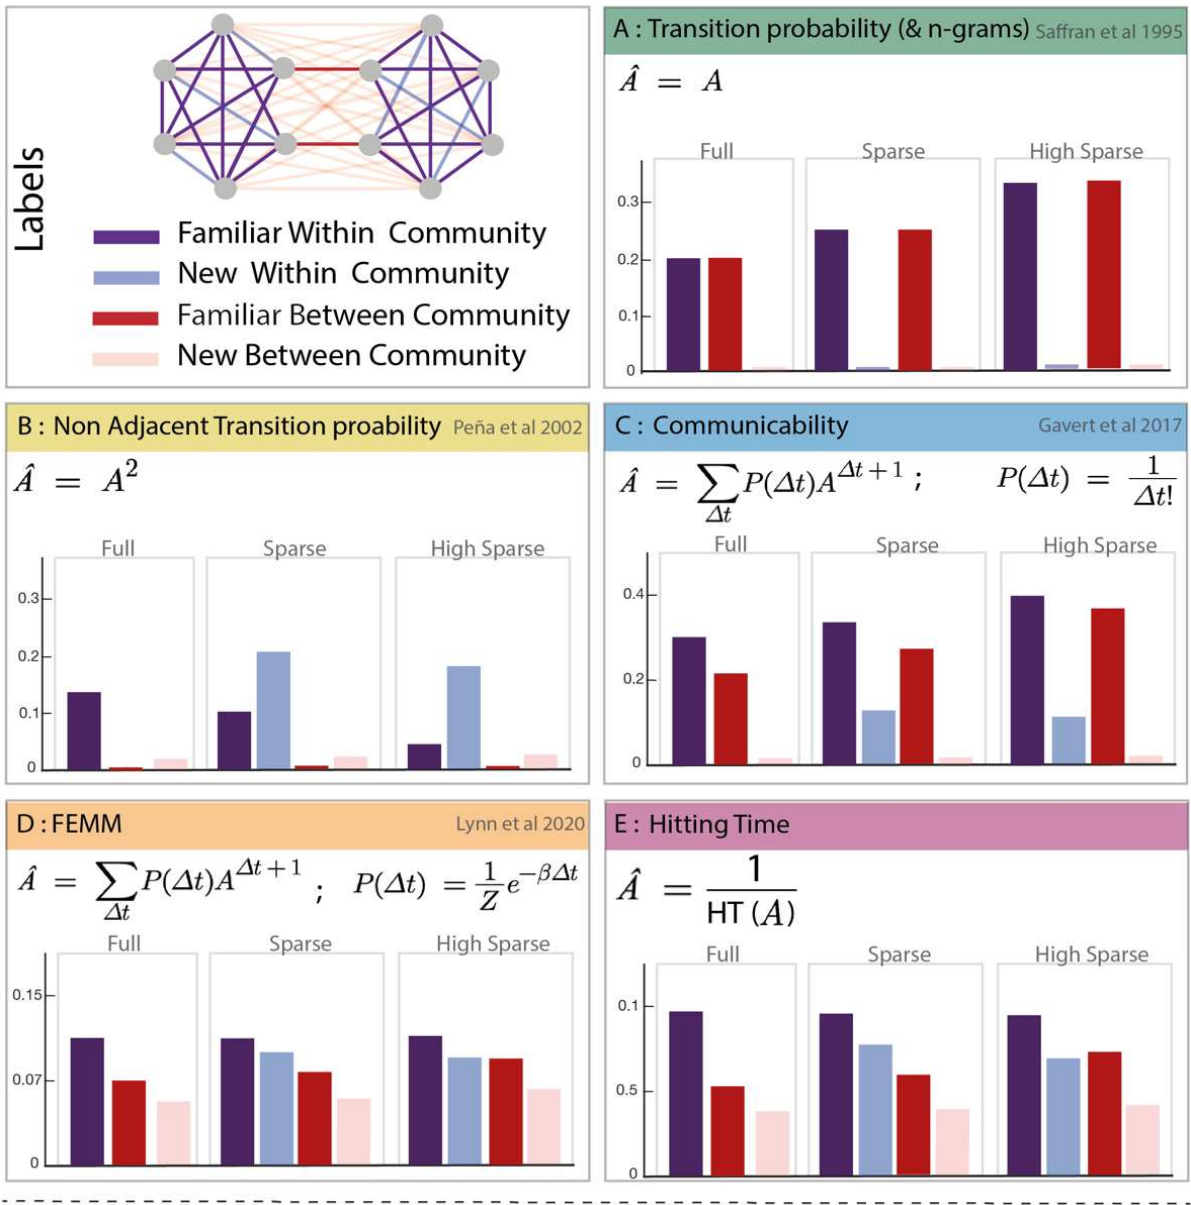 Labels
Familiar Within Community
New Within Community
Familiar Between Community
New Between Community
A : Transition probability (& n-grams) Saffran et al 1995
Â = A
Full Sparse High Sparse
0.3
0.2
0.1
0
B : Non Adjacent Transition proability Peña et al 2002
Â = A²
Full Sparse High Sparse
0.3
0.2
0.1
0
C : Communicability Gavert et al 2017
Â = ∑Δt P(Δt)A^Δt+1 ; P(Δt) = 1/Δt!
Full Sparse High Sparse
0.4
0.2
0
D : FEMM Lynn et al 2020
Â = ∑Δt P(Δt)A^Δt+1 ; P(Δt) = 1/Z e^−βΔt
Full Sparse High Sparse
0.15
0.07
0
E : Hitting Time
Â = 1/HT (A)
Full Sparse High Sparse
0.1
0.5
0